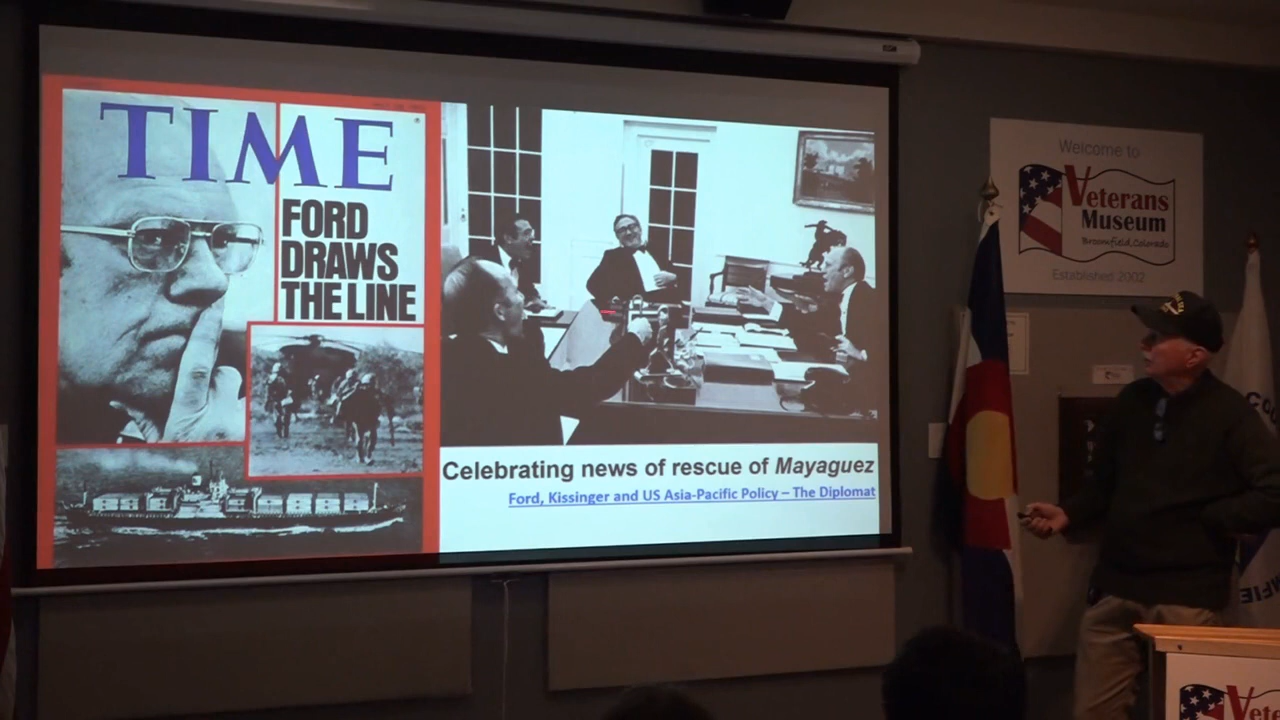 TIME
FORD
DRAWS
THE LINE
Celebrating news of rescue of Mayaguez
Ford, Kissinger and US Asia-Pacific Policy – The Diplomat
Welcome to
Veterans
Museum
Broomfield, Colorado
Established 2002